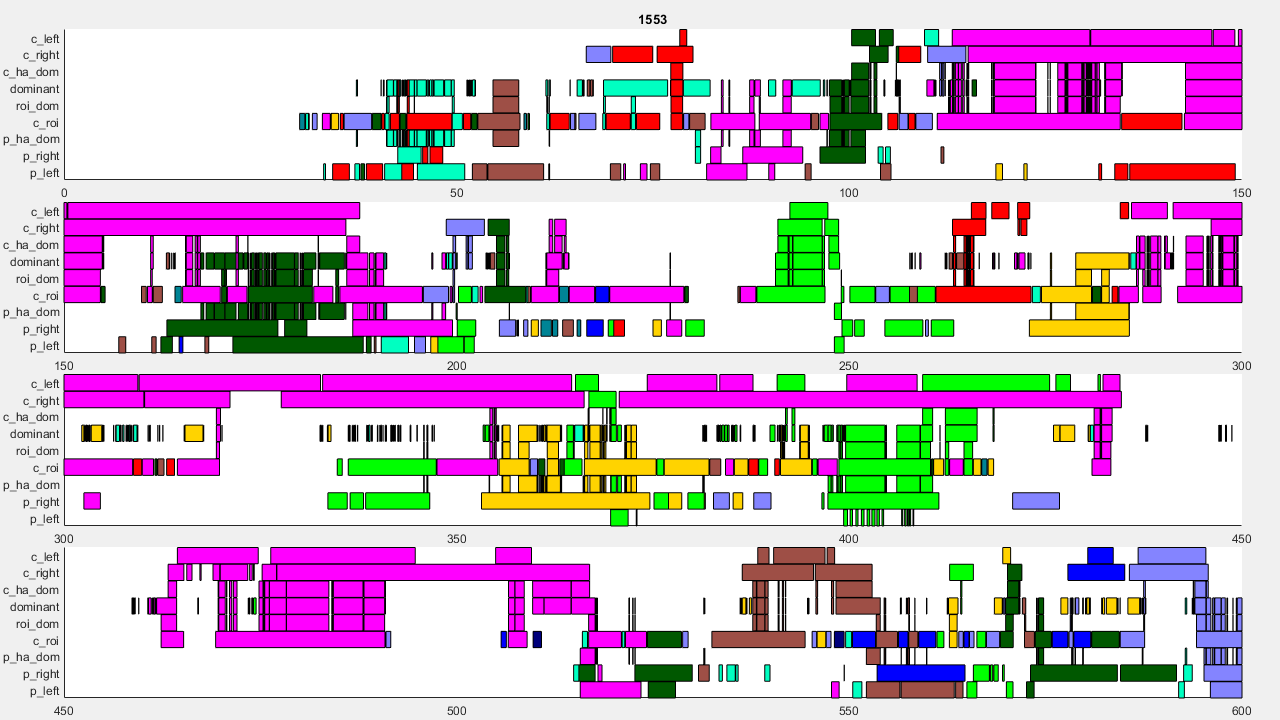 1553
c_left
c_right
c_ha_dom
dominant
roi_dom
c_roi
p_ha_dom
p_right
p_left
0 50 100 150
c_left
c_right
c_ha_dom
dominant
roi_dom
c_roi
p_ha_dom
p_right
p_left
150 200 250 300
c_left
c_right
c_ha_dom
dominant
roi_dom
c_roi
p_ha_dom
p_right
p_left
300 350 400 450
c_left
c_right
c_ha_dom
dominant
roi_dom
c_roi
p_ha_dom
p_right
p_left
450 500 550 600